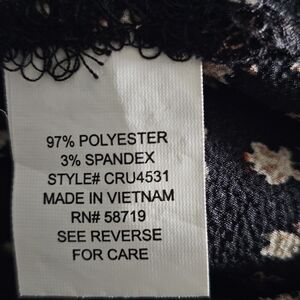 97% POLYESTER
3% SPANDEX
STYLE# CRU4531
MADE IN VIETNAM
RN# 58719
SEE REVERSE
FOR CARE